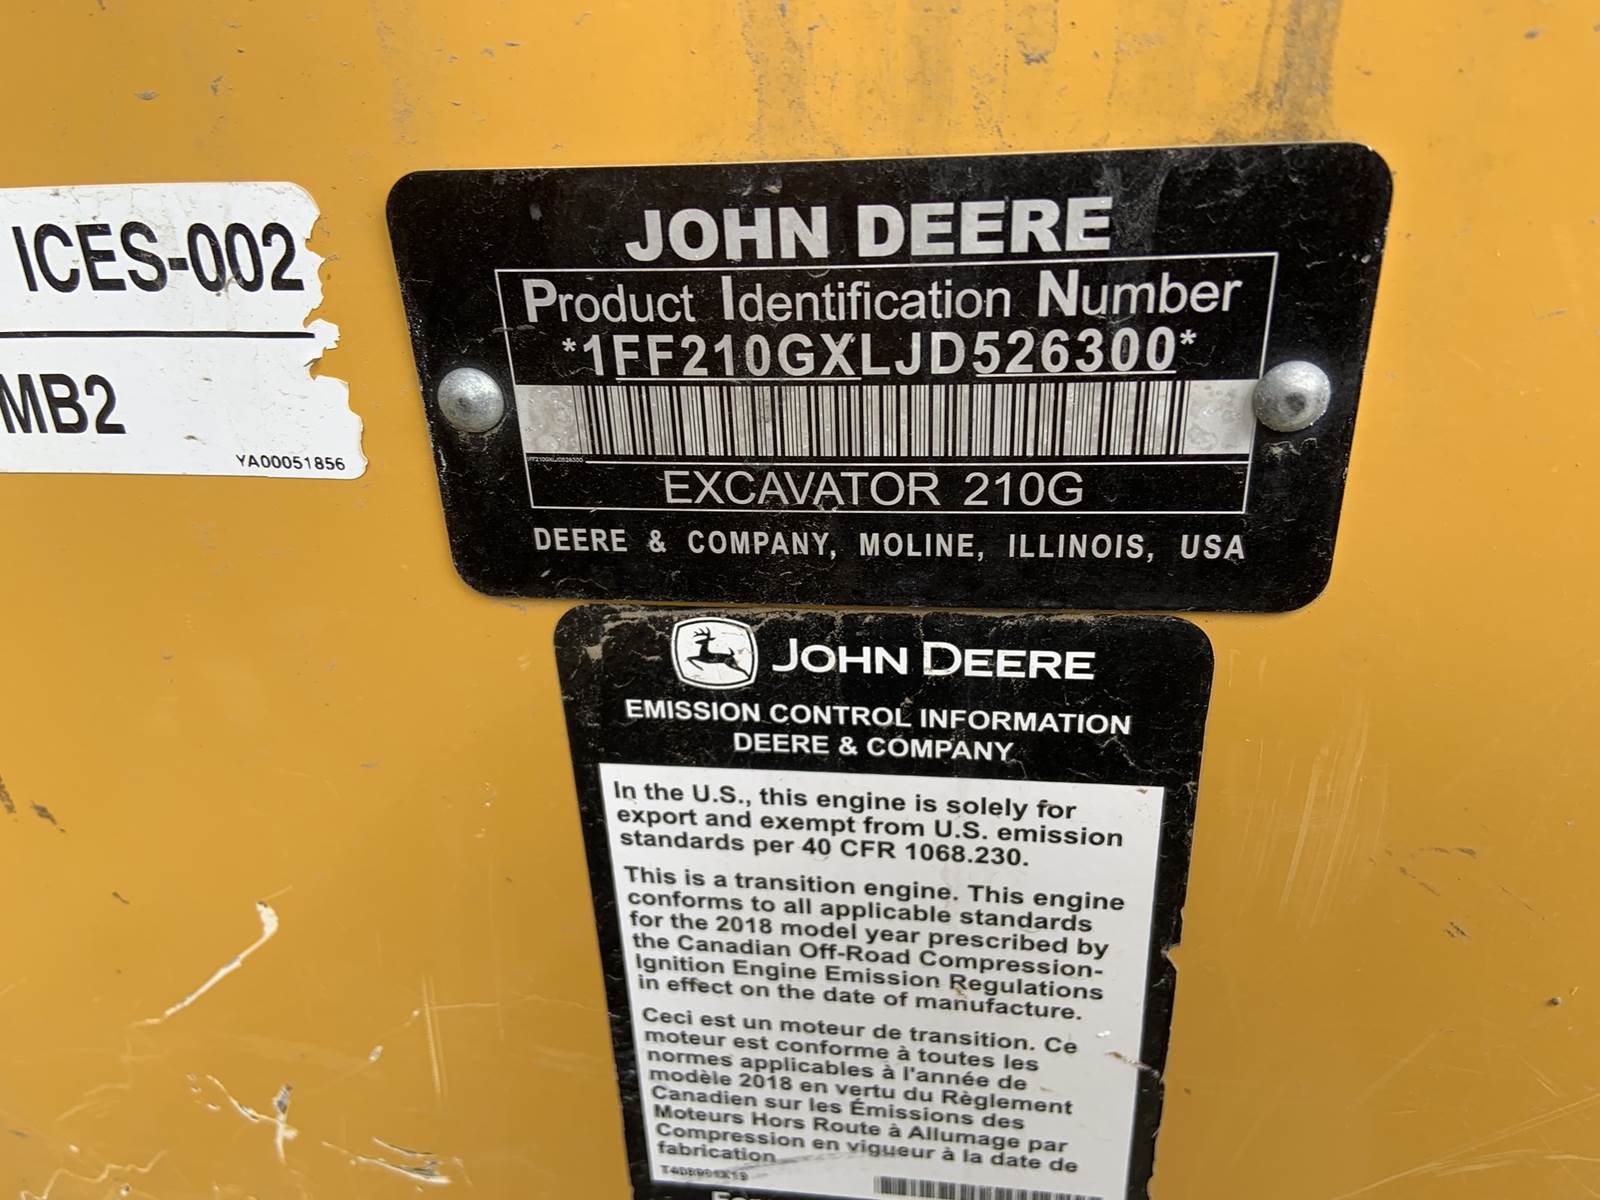 ICES-002
MB2
YA00051856
JOHN DEERE
Product Identification Number
*1FF210GXLJD526300*
EXCAVATOR 210G
DEERE & COMPANY, MOLINE, ILLINOIS, USA
JOHN DEERE
EMISSION CONTROL INFORMATION
DEERE & COMPANY
In the U.S., this engine is solely for
export and exempt from U.S. emission
standards per 40 CFR 1068.230.
This is a transition engine. This engine
conforms to all applicable standards
for the 2018 model year prescribed by
the Canadian Off-Road Compression-
Ignition Engine Emission Regulations
in effect on the date of manufacture.
Ceci est un moteur de transition. Ce
moteur est conforme à toutes les
normes applicables à l'année de
modèle 2018 en vertu du Règlement
Canadien sur les Émissions des
Moteurs Hors Route à Allumage par
Compression en vigueur à la date de
fabrication